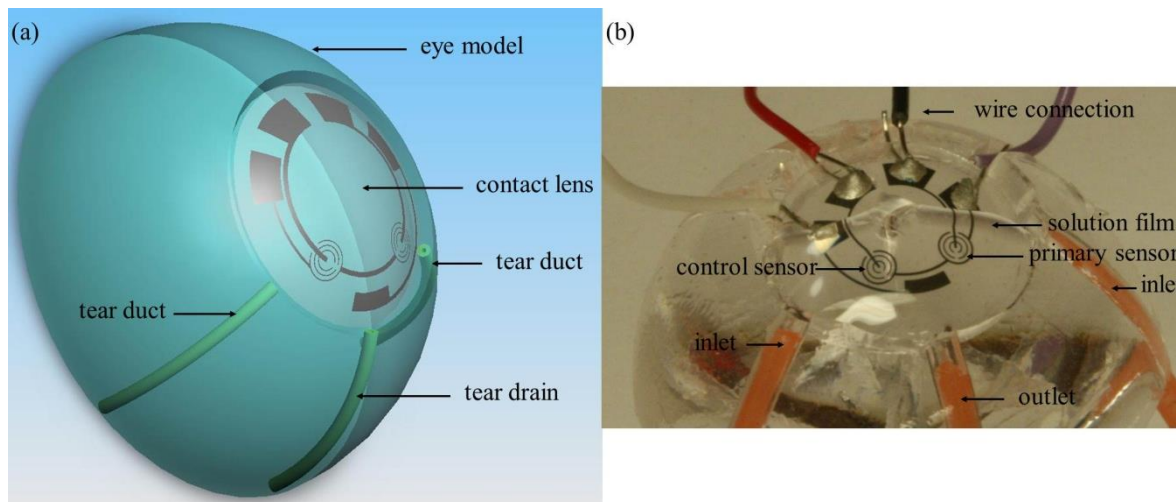 (a)
eye model
contact lens
tear duct
tear duct
tear drain
(b)
wire connection
solution film
control sensor
primary sensor
inlet
inlet
outlet